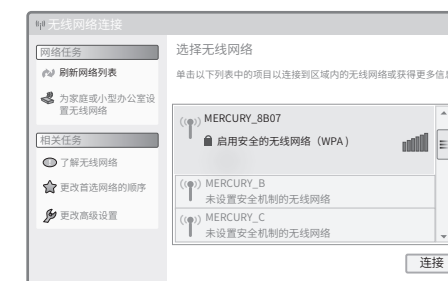 无线网络连接
网络任务
刷新网络列表
为家庭或小型办公室设
置无线网络
相关任务
了解无线网络
更改首选网络的顺序
更改高级设置
选择无线网络
单击以下列表中的项目以连接到区域内的无线网络或获得更多信
MERCURY_8B07
启用安全的无线网络（WPA）
MERCURY_B
未设置安全机制的无线网络
MERCURY_C
未设置安全机制的无线网络
连接